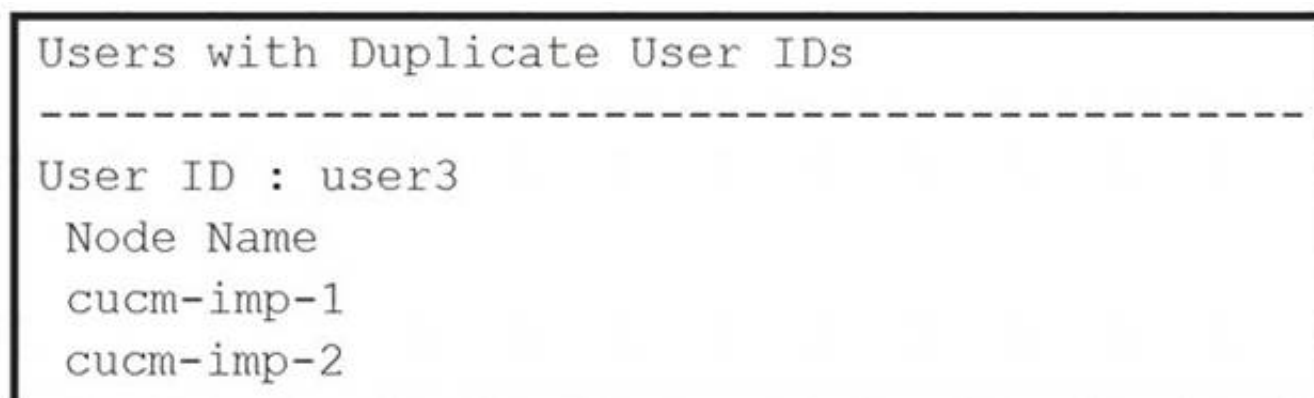 Users with Duplicate User IDs
---------------------------------------------
User ID : user3
Node Name
cucm-imp-1
cucm-imp-2